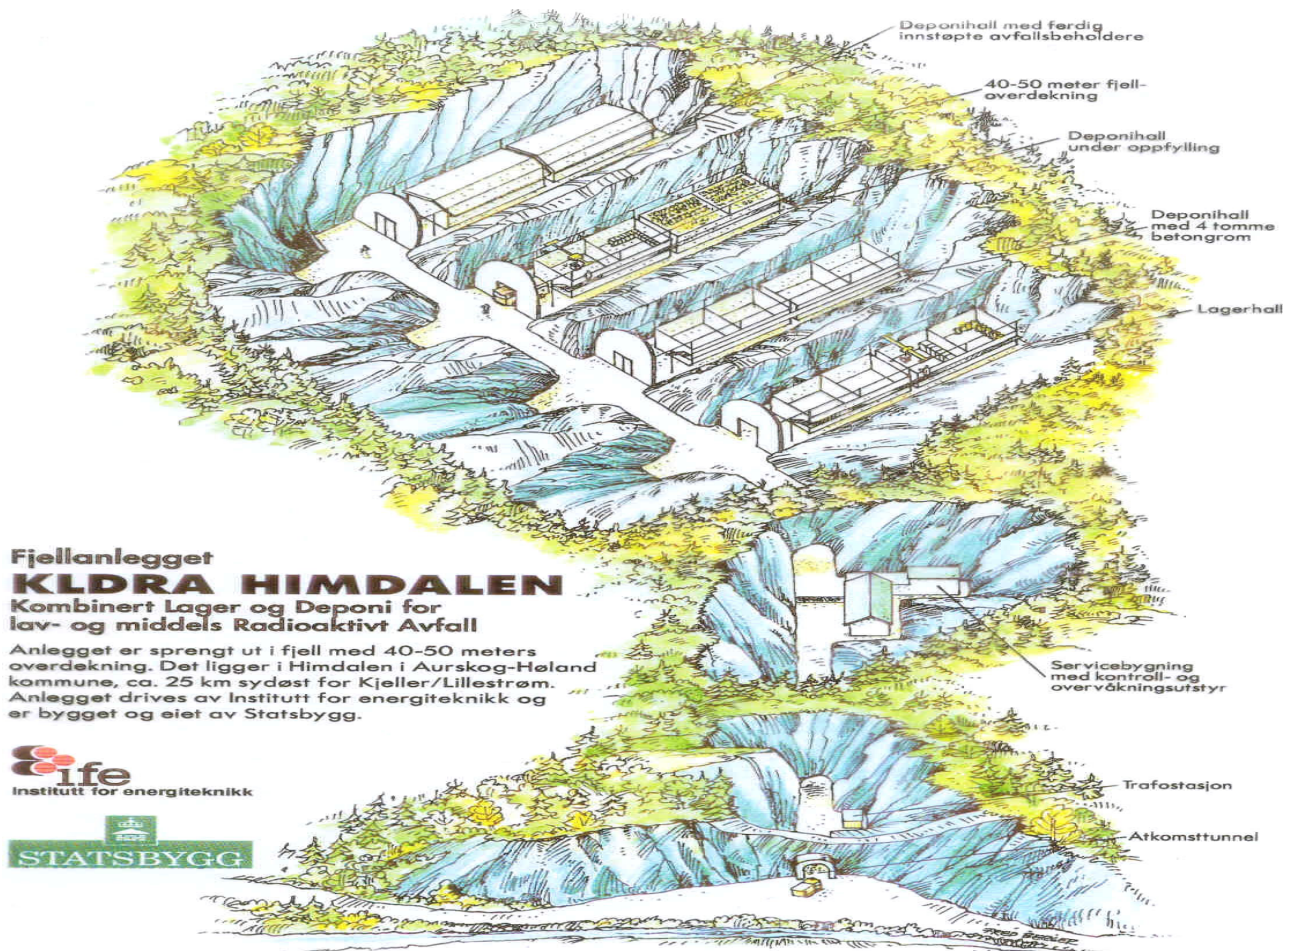 Deponihall med ferdig
innstøpte avfallsbeholdere
40-50 meter fjell-
overdekning
Deponihall
under oppfylling
Deponihall
med 4 tomme
betongrom
Lagerhall
Fjellanlegget
KLDRA HIMDALEN
Kombinert Lager og Deponi for
lav- og middels Radioaktivt Avfall
Anlegget er sprengt ut i fjell med 40-50 meters
overdekning. Det ligger i Himdalen i Aurskog-Høland
kommune, ca. 25 km sydøst for Kjeller/Lillestrøm.
Anlegget drives av Institutt for energiteknikk og
er bygget og eiet av Statsbygg.
Servicebygning
med kontroll- og
overvåkningsutstyr
ife
Institutt for energiteknikk
Trafostasjon
Atkomsttunnel
STATSBYGG